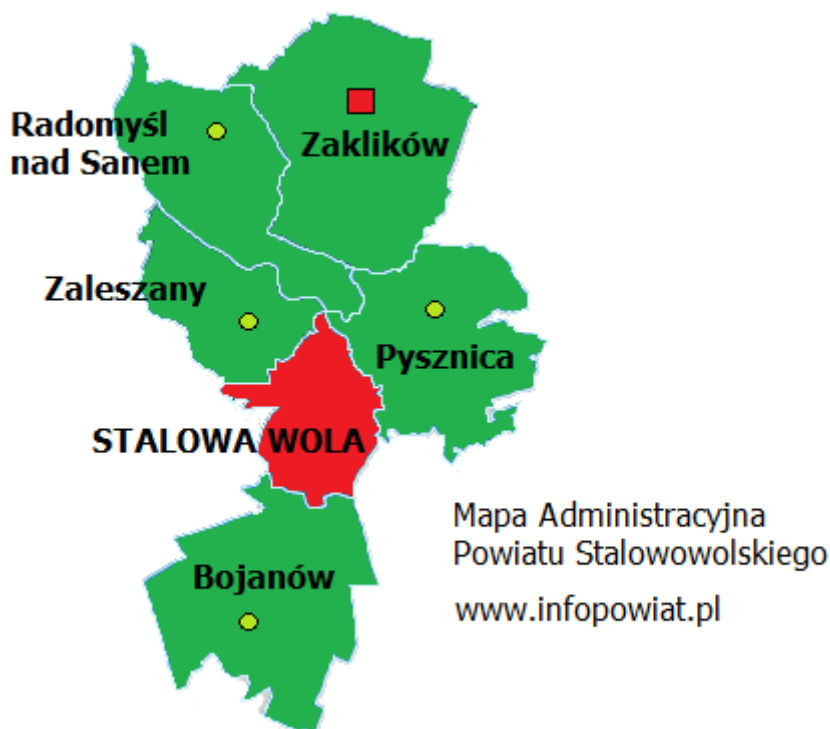 Radomyśl
nad Sanem
Zaklików
Zaleszany
Pysznica
STALOWA WOLA
Bojanów
Mapa Administracyjna
Powiatu Stalowowolskiego
www.infopowiat.pl